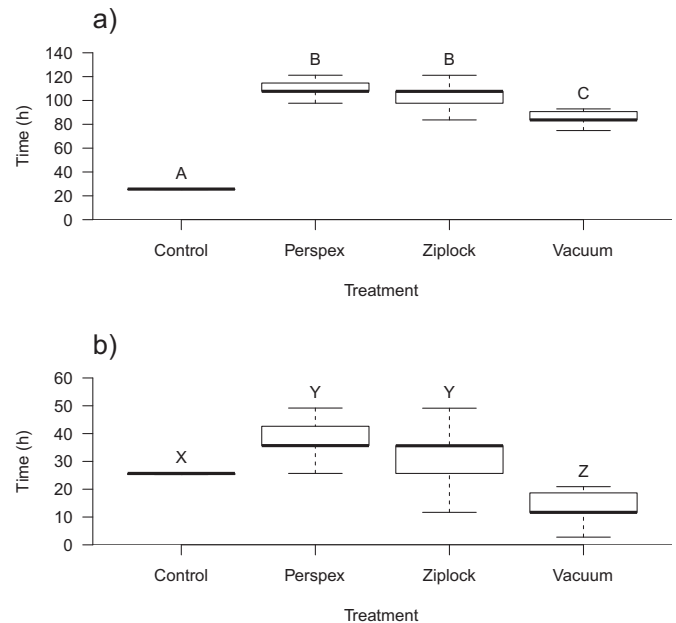 a)
140
120
100
80
60
40
20
0
Time (h)
A
B
B
C
Control Perspex Ziplock Vacuum
Treatment
b)
60
50
40
30
20
10
0
Time (h)
X
Y
Y
Z
Control Perspex Ziplock Vacuum
Treatment